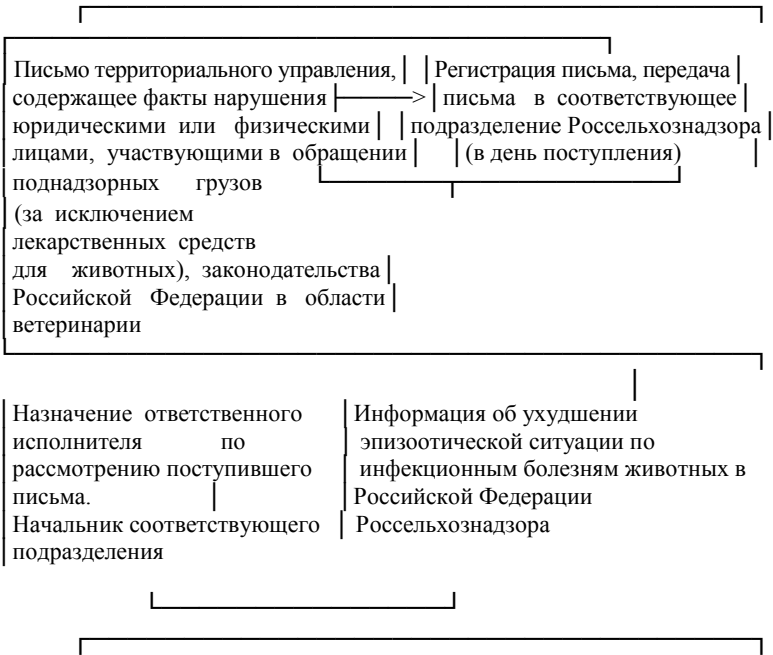 Письмо территориального управления,
содержащее факты нарушения
юридическими или физическими
лицами, участвующими в обращении
поднадзорных грузов
(за исключением
лекарственных средств
для животных), законодательства
Российской Федерации в области
ветеринарии
Регистрация письма, передача
письма в соответствующее
подразделение Россельхознадзора
(в день поступления)
Назначение ответственного
исполнителя по
рассмотрению поступившего
письма.
Начальник соответствующего
подразделения
Информация об ухудшении
эпизоотической ситуации по
инфекционным болезням животных в
Российской Федерации
Россельхознадзора